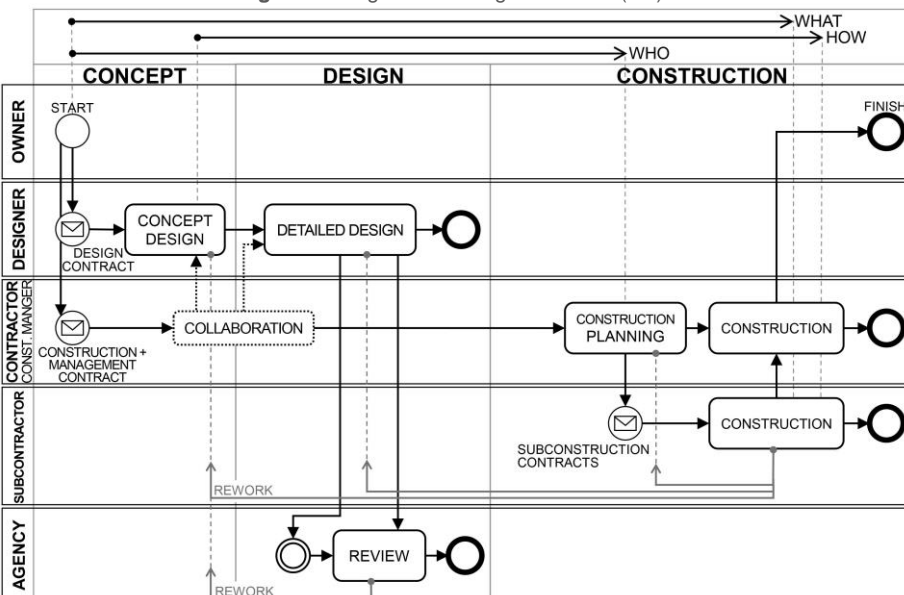 WHAT
HOW
WHO
CONCEPT
DESIGN
CONSTRUCTION
OWNER
START
FINISH
DESIGNER
CONCEPT
DESIGN
DETAILED DESIGN
DESIGN
CONTRACT
CONTRACTOR
CONST. MANGER
COLLABORATION
CONSTRUCTION
PLANNING
CONSTRUCTION
CONSTRUCTION +
MANAGEMENT
CONTRACT
SUBCONTRACTOR
CONSTRUCTION
SUBCONSTRUCTION
CONTRACTS
REWORK
AGENCY
REVIEW
REWORK